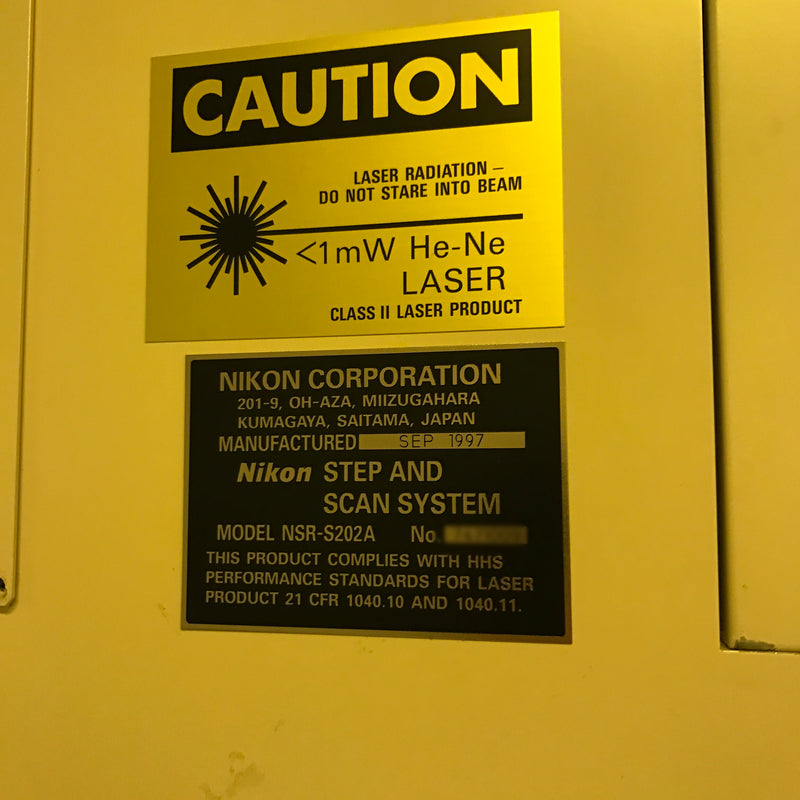 CAUTION
LASER RADIATION –
DO NOT STARE INTO BEAM
<1mW He-Ne
LASER
CLASS II LASER PRODUCT
NIKON CORPORATION
201-9, OH-AZA, MIIZUGAHARA
KUMAGAYA, SAITAMA, JAPAN
MANUFACTURED SEP 1997
Nikon STEP AND
SCAN SYSTEM
MODEL NSR-S202A No.
THIS PRODUCT COMPLIES WITH HHS
PERFORMANCE STANDARDS FOR LASER
PRODUCT 21 CFR 1040.10 AND 1040.11.